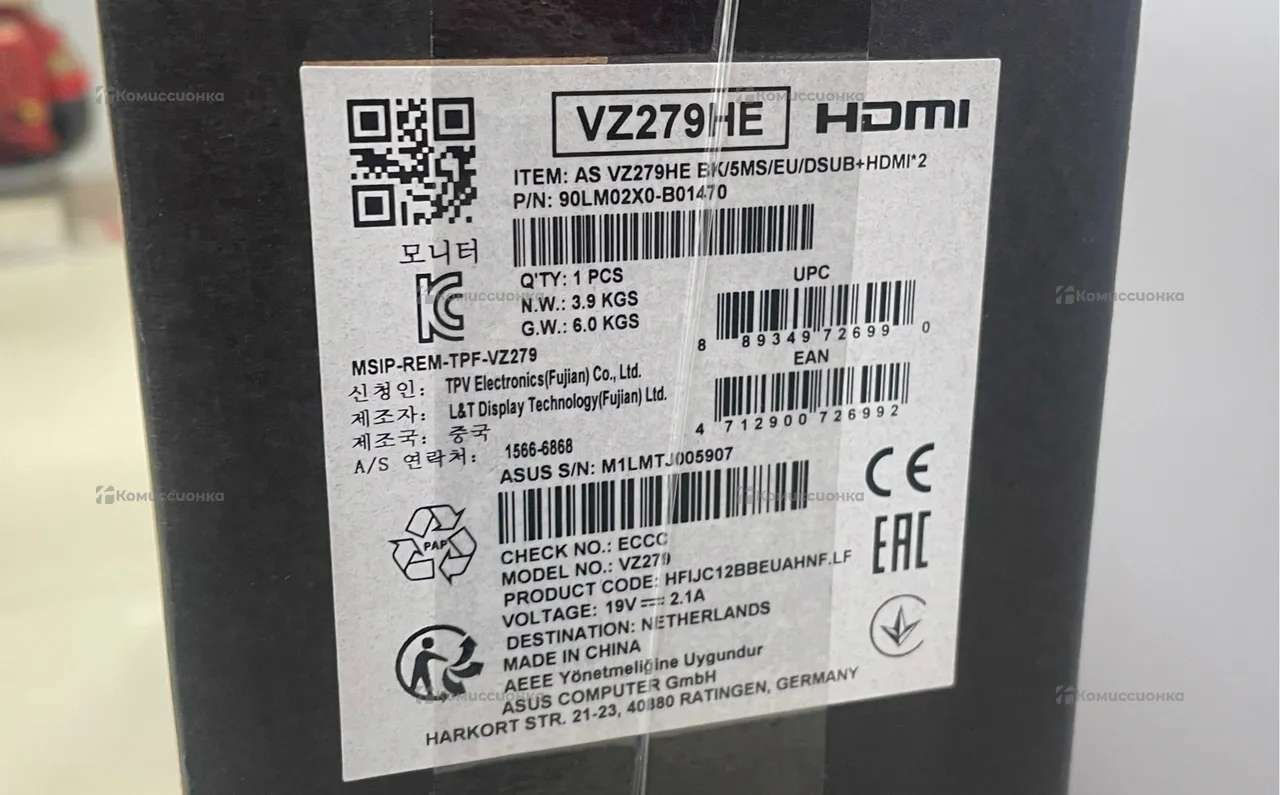 VZ279HE
HDMI
ITEM: AS VZ279HE BK/5MS/EU/DSUB+HDMI*2
P/N: 90LM02X0-B01470
모니터
Q'TY: 1 PCS
N.W.: 3.9 KGS
G.W.: 6.0 KGS
UPC
8 89349 72699 0
EAN
4 712900 726992
MSIP-REM-TPF-VZ279
신청인: TPV Electronics(Fujian) Co., Ltd.
제조자: L&T Display Technology(Fujian) Ltd.
제조국: 중국
A/S 연락처: 1566-6868
ASUS S/N: M1LMTJ005907
CE
EAC
PAP
CHECK NO.: ECCC
MODEL NO.: VZ279
PRODUCT CODE: HFIJC12BBEUAHNF.LF
VOLTAGE: 19V 2.1A
DESTINATION: NETHERLANDS
MADE IN CHINA
AEEE Yönetmeliğine Uygundur
ASUS COMPUTER GmbH
HARKORT STR. 21-23, 40880 RATINGEN, GERMANY
Комиссионка
Комиссионка
Комиссионка
Комиссионка
Комиссионка
Комиссионка
Комиссионка
Комиссионка